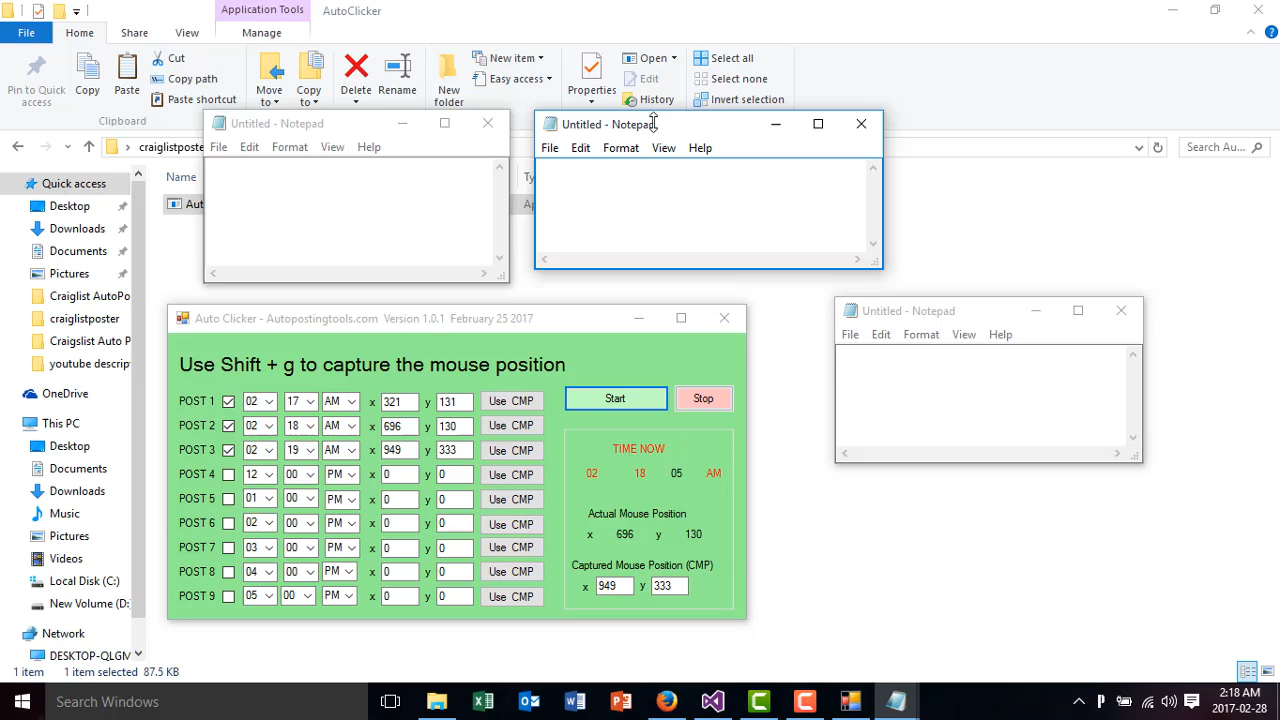 Application Tools AutoClicker
File Home Share View Manage
Pin to Quick access
Copy
Paste
Cut
Copy path
Paste shortcut
Clipboard
Move to
Copy to
Delete
Rename
New folder
New item
Easy access
Properties
Open
Edit
History
Select all
Select none
Invert selection
craiglistposte
Search Au...
Quick access
Desktop
Downloads
Documents
Pictures
Craiglist AutoPo
craiglistposter
Craigslist Auto P
youtube descrip
OneDrive
This PC
Desktop
Documents
Downloads
Music
Pictures
Videos
Local Disk (C:)
New Volume (D:
Network
DESKTOP-QLGM
Name
Aut
Untitled - Notepad
File Edit Format View Help
Untitled - Notepad
File Edit Format View Help
Untitled - Notepad
File Edit Format View Help
Auto Clicker - Autopostingtools.com Version 1.0.1 February 25 2017
Use Shift + g to capture the mouse position
POST 1 02 17 AM x 321 y 131 Use CMP
POST 2 02 18 AM x 696 y 130 Use CMP
POST 3 02 19 AM x 949 y 333 Use CMP
POST 4 12 00 PM x 0 y 0 Use CMP
POST 5 01 00 PM x 0 y 0 Use CMP
POST 6 02 00 PM x 0 y 0 Use CMP
POST 7 03 00 PM x 0 y 0 Use CMP
POST 8 04 00 PM x 0 y 0 Use CMP
POST 9 05 00 PM x 0 y 0 Use CMP
Start Stop
TIME NOW
02 18 05 AM
Actual Mouse Position
x 696 y 130
Captured Mouse Position (CMP)
x 949 y 333
1 item 1 item selected 87.5 KB
Search Windows
2:18 AM
2017-02-28